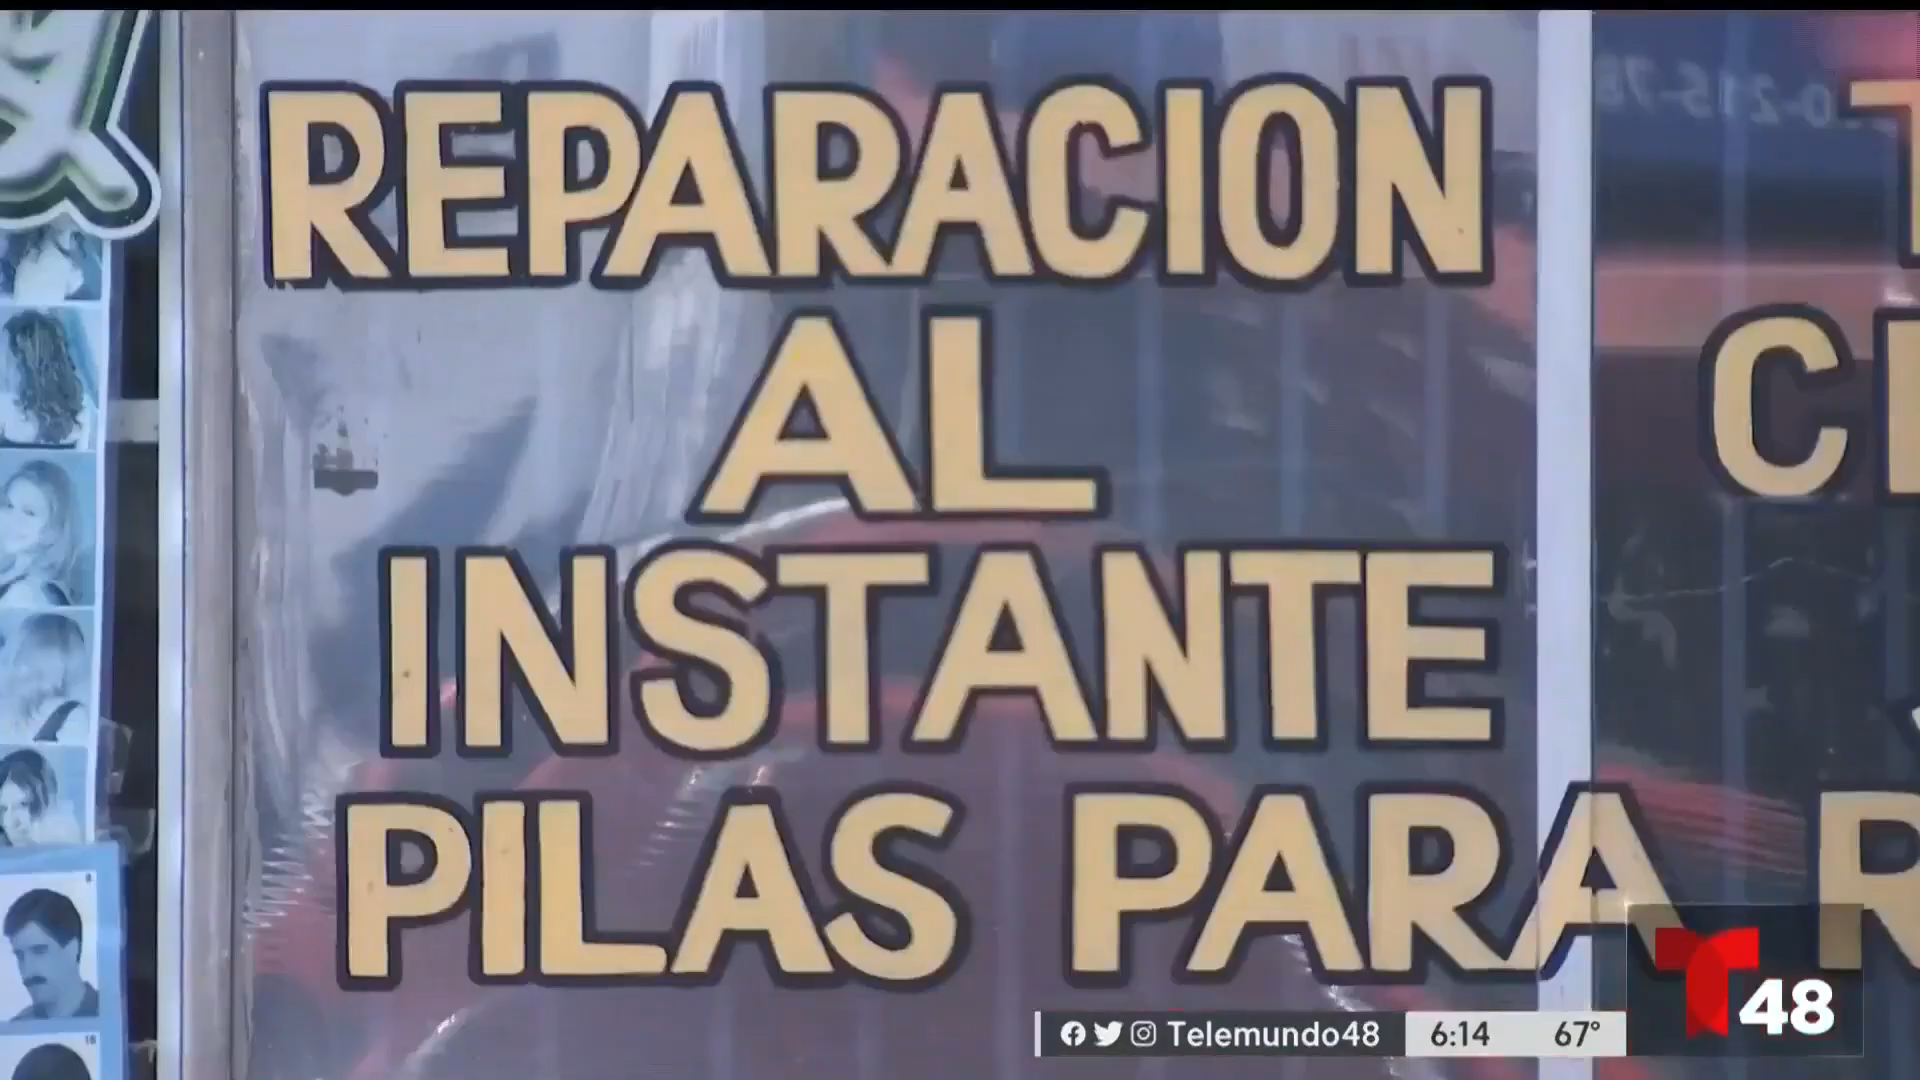 REPARACION
AL
INSTANTE
PILAS PARA
Telemundo48
6:14 67°
48